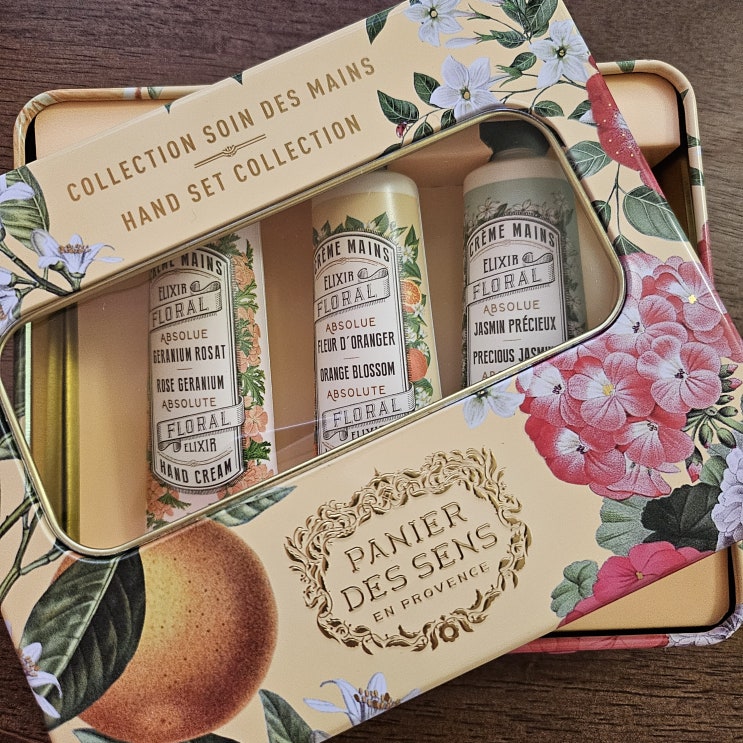 COLLECTION SOIN DES MAINS
HAND SET COLLECTION
CRÈME MAINS
ELIXIR
FLORAL
ABSOLUE
GERANIUM ROSAT
ROSE GERANIUM
ABSOLUTE
FLORAL
ELIXIR
HAND CREAM
CRÈME MAINS
ELIXIR
FLORAL
ABSOLUE
FLEUR D'ORANGER
ORANGE BLOSSOM
ABSOLUTE
FLORAL
ELIXIR
CRÈME MAINS
ELIXIR
FLORAL
ABSOLUE
JASMIN PRÉCIEUX
PRECIOUS JASMIN
PANIER
DES SENS
EN PROVENCE